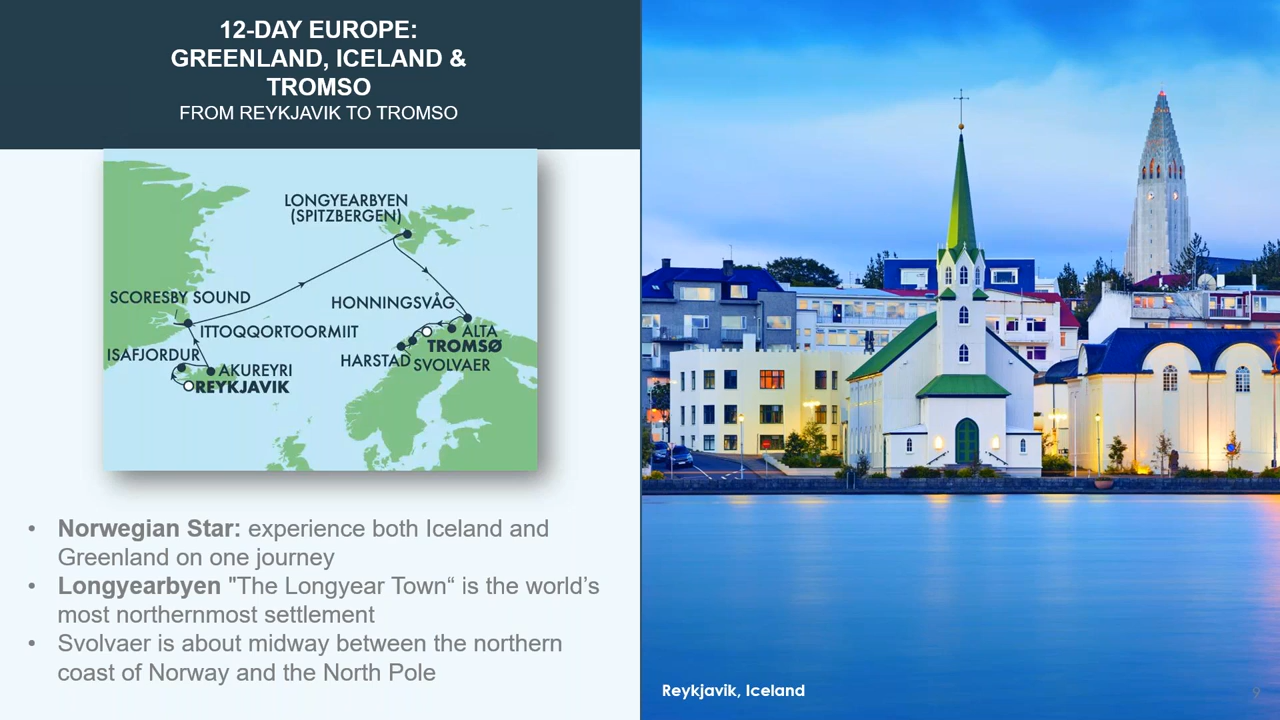 12-DAY EUROPE:
GREENLAND, ICELAND &
TROMSO
FROM REYKJAVIK TO TROMSO
LONGYEARBYEN
(SPITZBERGEN)
SCORESBY SOUND
HONNINGSVÅG
ITTOQQORTOORMIIT
ALTA
TROMSØ
ISAFJORDUR
HARSTAD
SVOLVAER
AKUREYRI
REYKJAVIK
• Norwegian Star: experience both Iceland and
Greenland on one journey
• Longyearbyen "The Longyear Town“ is the world’s
most northernmost settlement
• Svolvaer is about midway between the northern
coast of Norway and the North Pole
Reykjavik, Iceland
9